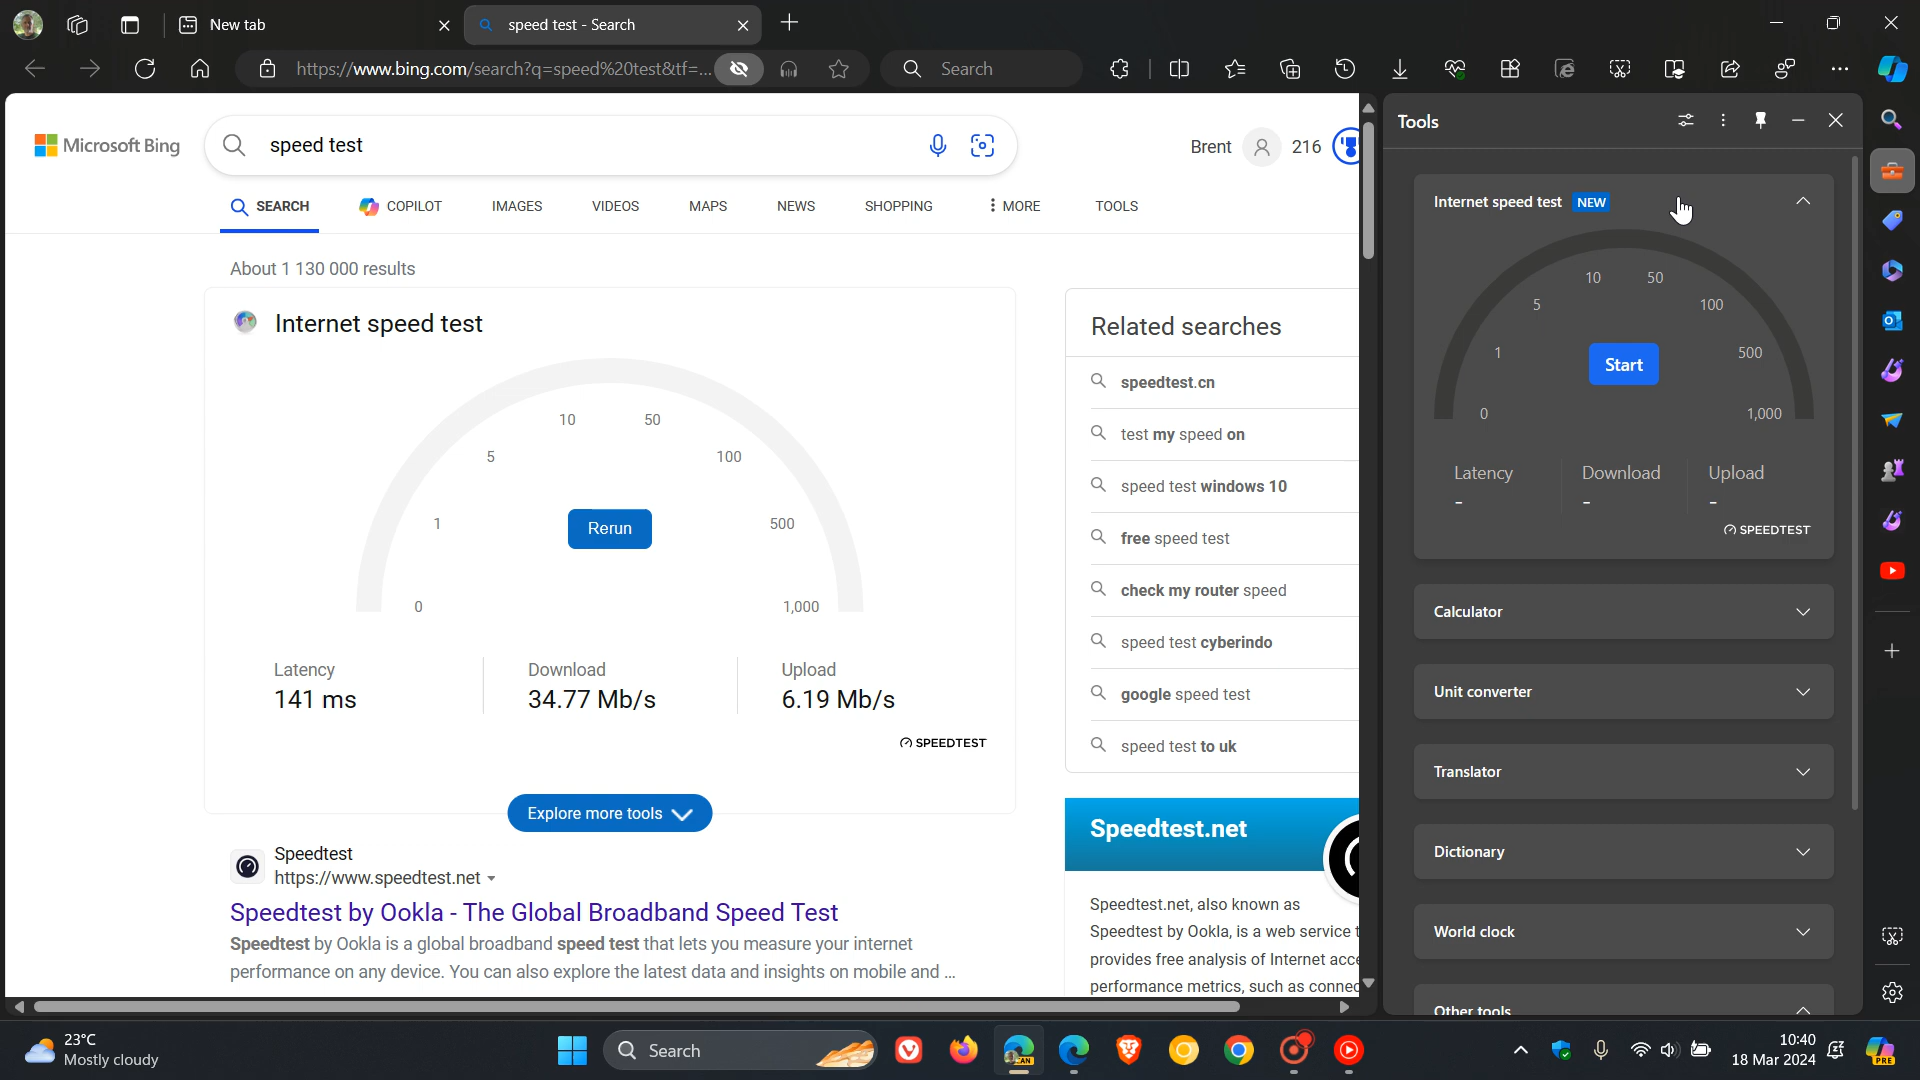 New tab
speed test - Search
https://www.bing.com/search?q=speed%20test&tf=...
Search
Microsoft Bing
speed test
Brent
216
SEARCH
COPILOT
IMAGES
VIDEOS
MAPS
NEWS
SHOPPING
MORE
TOOLS
About 1 130 000 results
Internet speed test
0
1
5
10
50
100
500
1,000
Rerun
Latency
141 ms
Download
34.77 Mb/s
Upload
6.19 Mb/s
SPEEDTEST
Explore more tools
Speedtest
https://www.speedtest.net
Speedtest by Ookla - The Global Broadband Speed Test
Speedtest by Ookla is a global broadband speed test that lets you measure your internet
performance on any device. You can also explore the latest data and insights on mobile and ...
Related searches
speedtest.cn
test my speed on
speed test windows 10
free speed test
check my router speed
speed test cyberindo
google speed test
speed test to uk
Speedtest.net
Speedtest.net, also known as
Speedtest by Ookla, is a web service
provides free analysis of Internet
performance metrics, such as
Tools
Internet speed test NEW
0
1
5
10
50
100
500
1,000
Start
Latency
-
Download
-
Upload
-
SPEEDTEST
Calculator
Unit converter
Translator
Dictionary
World clock
Other tools
23°C
Mostly cloudy
Search
CAN
10:40
18 Mar 2024
PRE